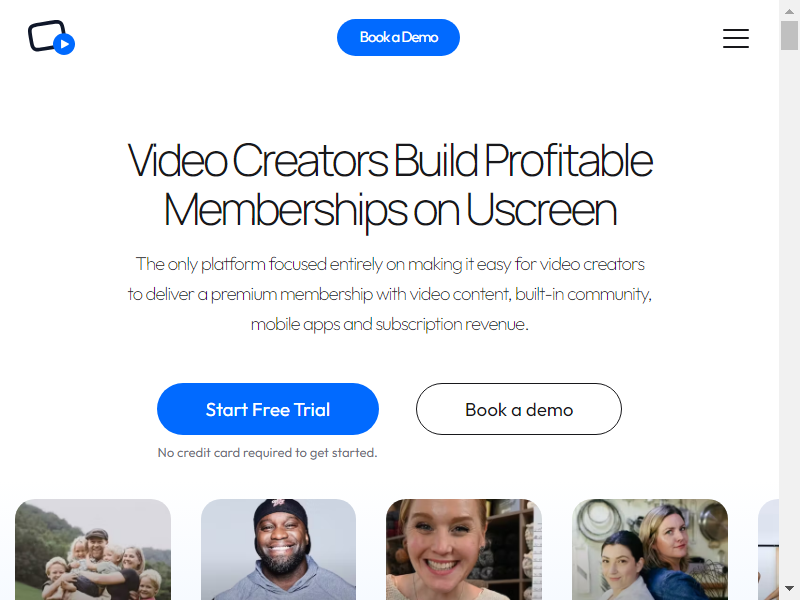 Book a Demo
Video Creators Build Profitable
Memberships on Uscreen
The only platform focused entirely on making it easy for video creators
to deliver a premium membership with video content, built-in community,
mobile apps and subscription revenue.
Start Free Trial
Book a demo
No credit card required to get started.